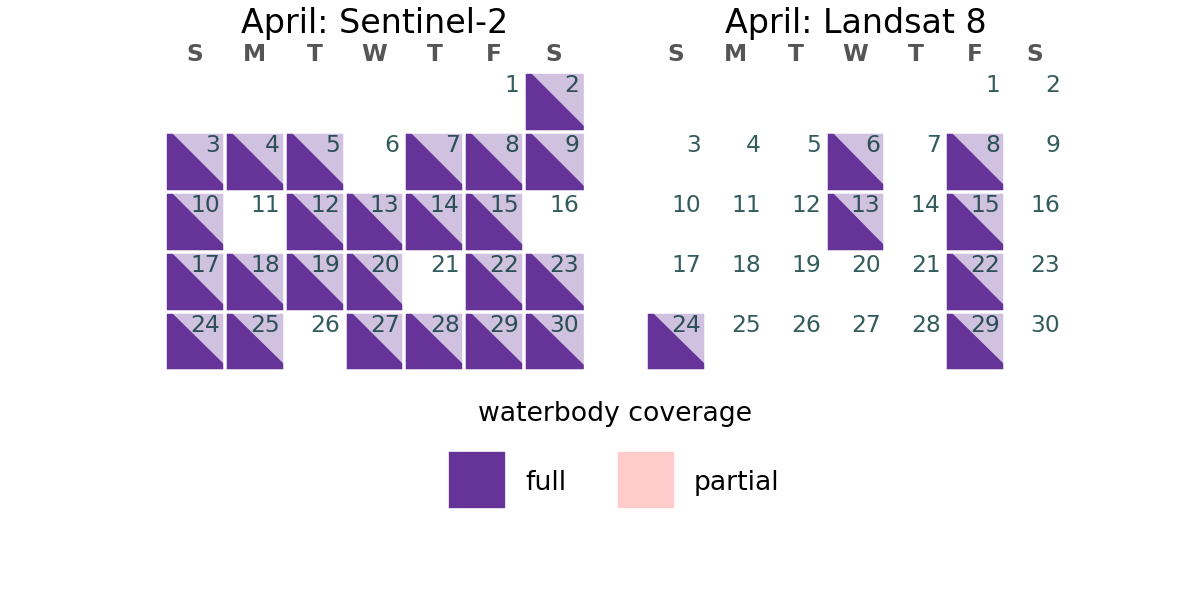 April: Sentinel-2
S M T W T F S
1 2
3 4 5 6 7 8 9
10 11 12 13 14 15 16
17 18 19 20 21 22 23
24 25 26 27 28 29 30
April: Landsat 8
S M T W T F S
1 2
3 4 5 6 7 8 9
10 11 12 13 14 15 16
17 18 19 20 21 22 23
24 25 26 27 28 29 30
waterbody coverage
full partial